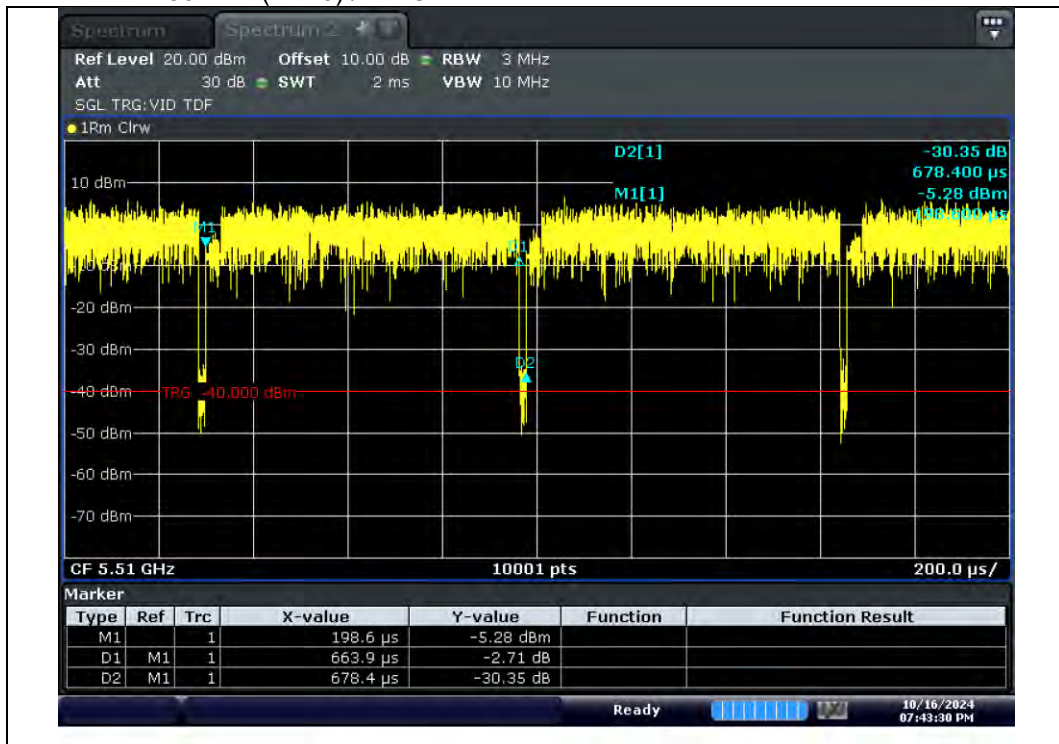 Spectrum Spectrum 2
Ref Level 20.00 dBm Offset 10.00 dB RBW 3 MHz
Att 30 dB SWT 2 ms VBW 10 MHz
SGL TRG:VID TDF
1Rm Clrw
D2[1] -30.35 dB
678.400 µs
10 dBm
M1[1] -5.28 dBm
M1
D1
-20 dBm
-30 dBm
D2
-40 dBm TRG -40.000 dBm
-50 dBm
-60 dBm
-70 dBm
CF 5.51 GHz 10001 pts 200.0 µs/
Marker
Type Ref Trc X-value Y-value Function Function Result
M1 1 198.6 µs -5.28 dBm
D1 M1 1 663.9 µs -2.71 dB
D2 M1 1 678.4 µs -30.35 dB
Ready 10/16/2024
07:43:30 PM